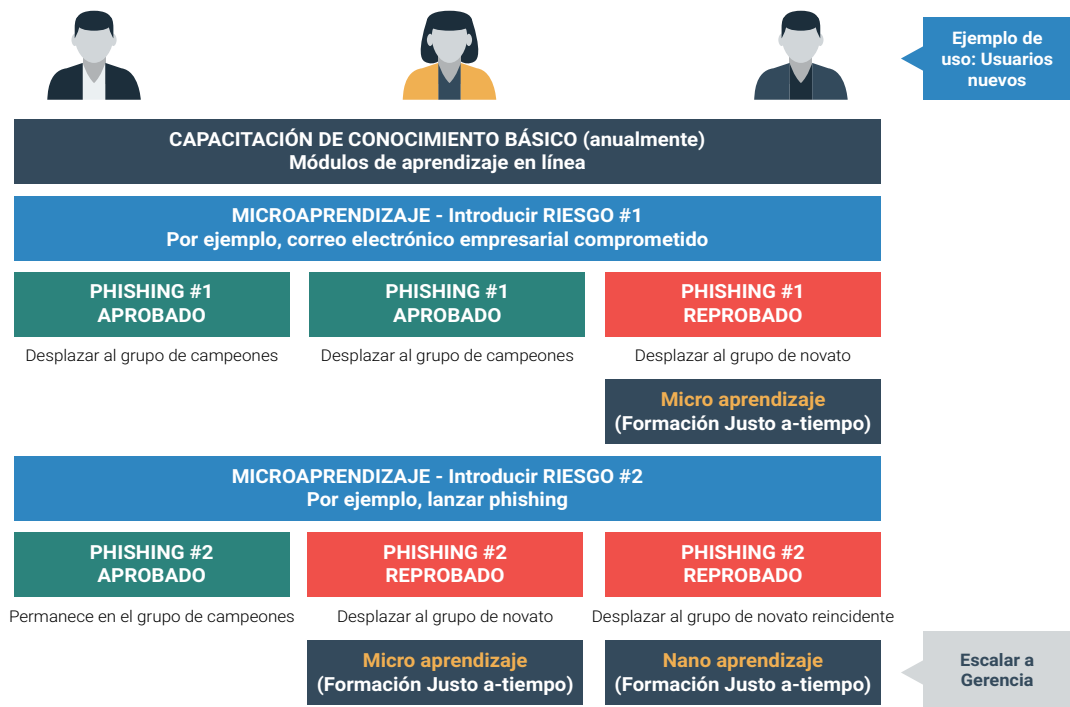 Ejemplo de
uso: Usuarios
nuevos
CAPACITACIÓN DE CONOCIMIENTO BÁSICO (anualmente)
Módulos de aprendizaje en línea
MICROAPRENDIZAJE - Introducir RIESGO #1
Por ejemplo, correo electrónico empresarial comprometido
PHISHING #1
APROBADO
Desplazar al grupo de campeones
PHISHING #1
APROBADO
Desplazar al grupo de campeones
PHISHING #1
REPROBADO
Desplazar al grupo de novato
Micro aprendizaje
(Formación Justo a-tiempo)
MICROAPRENDIZAJE - Introducir RIESGO #2
Por ejemplo, lanzar phishing
PHISHING #2
APROBADO
Permanece en el grupo de campeones
PHISHING #2
REPROBADO
Desplazar al grupo de novato
Micro aprendizaje
(Formación Justo a-tiempo)
PHISHING #2
REPROBADO
Desplazar al grupo de novato reincidente
Nano aprendizaje
(Formación Justo a-tiempo)
Escalar a
Gerencia